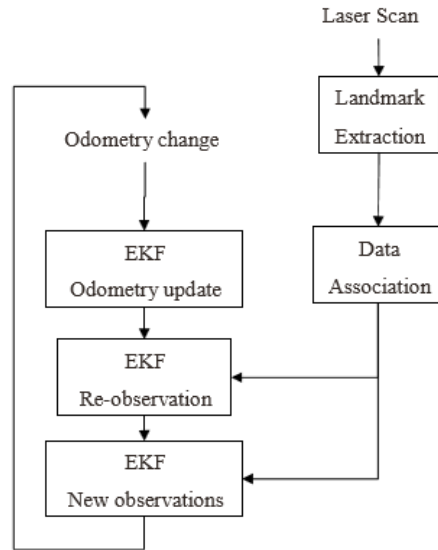 Laser Scan
Landmark
Extraction
Odometry change
EKF
Odometry update
Data
Association
EKF
Re-observation
EKF
New observations